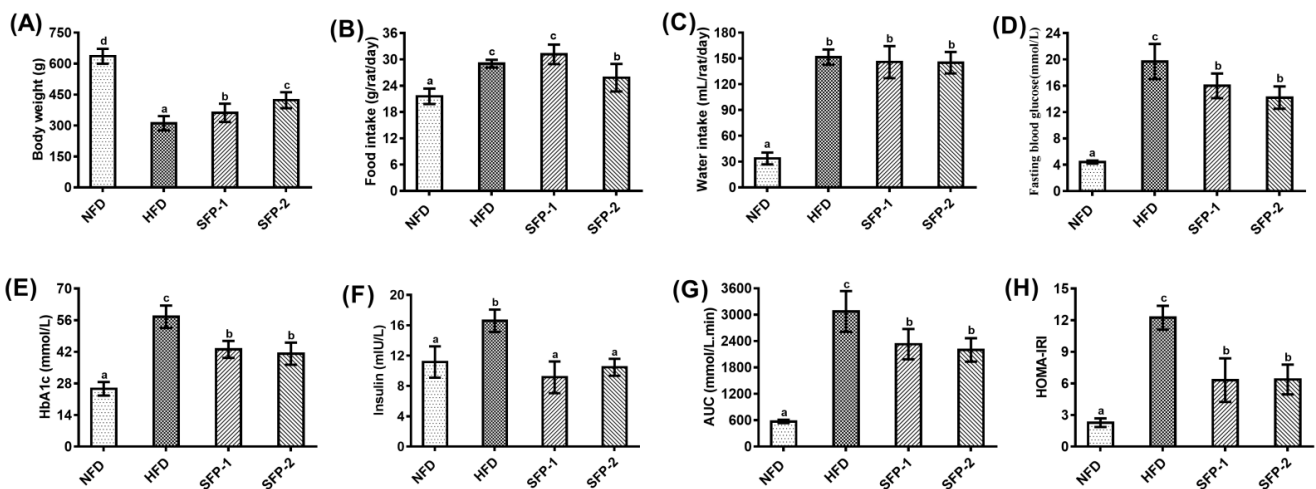 (A)
Body weight (g)
750
600
450
300
150
0
d
a
b
c
NFD
HFD
SFP-1
SFP-2
(B)
Food intake (g/rat/day)
36
30
24
18
12
6
0
a
c
c
b
NFD
HFD
SFP-1
SFP-2
(C)
Water intake (mL/rat/day)
180
150
120
90
60
30
0
a
b
b
b
NFD
HFD
SFP-1
SFP-2
(D)
Fasting blood glucose(mmol/L)
24
20
16
12
8
4
0
a
c
b
b
NFD
HFD
SFP-1
SFP-2
(E)
HbA1c (mmol/L)
70
56
42
28
14
0
a
c
b
b
NFD
HFD
SFP-1
SFP-2
(F)
Insulin (mIU/L)
20
16
12
8
4
0
a
b
a
a
NFD
HFD
SFP-1
SFP-2
(G)
AUC (mmol/L.min)
3600
3000
2400
1800
1200
600
0
a
c
b
b
NFD
HFD
SFP-1
SFP-2
(H)
HOMA-IRI
15
12
9
6
3
0
a
c
b
b
NFD
HFD
SFP-1
SFP-2